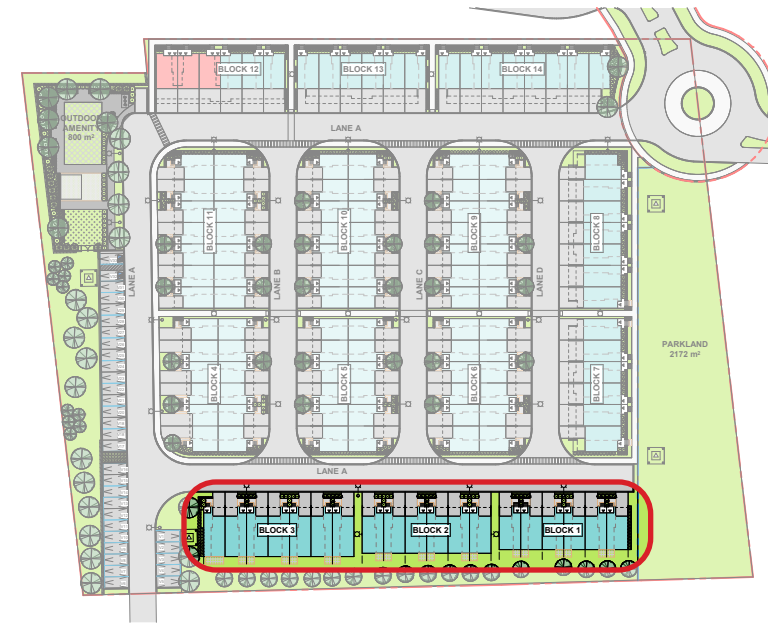 BLOCK 12
BLOCK 13
BLOCK 14
OUTDOOR
AMENITY
800 m²
LANE A
BLOCK 11
BLOCK 10
BLOCK 9
BLOCK 8
LANE A
LANE B
LANE C
LANE D
PARKLAND
2172 m²
BLOCK 4
BLOCK 5
BLOCK 6
BLOCK 7
LANE A
BLOCK 3
BLOCK 2
BLOCK 1